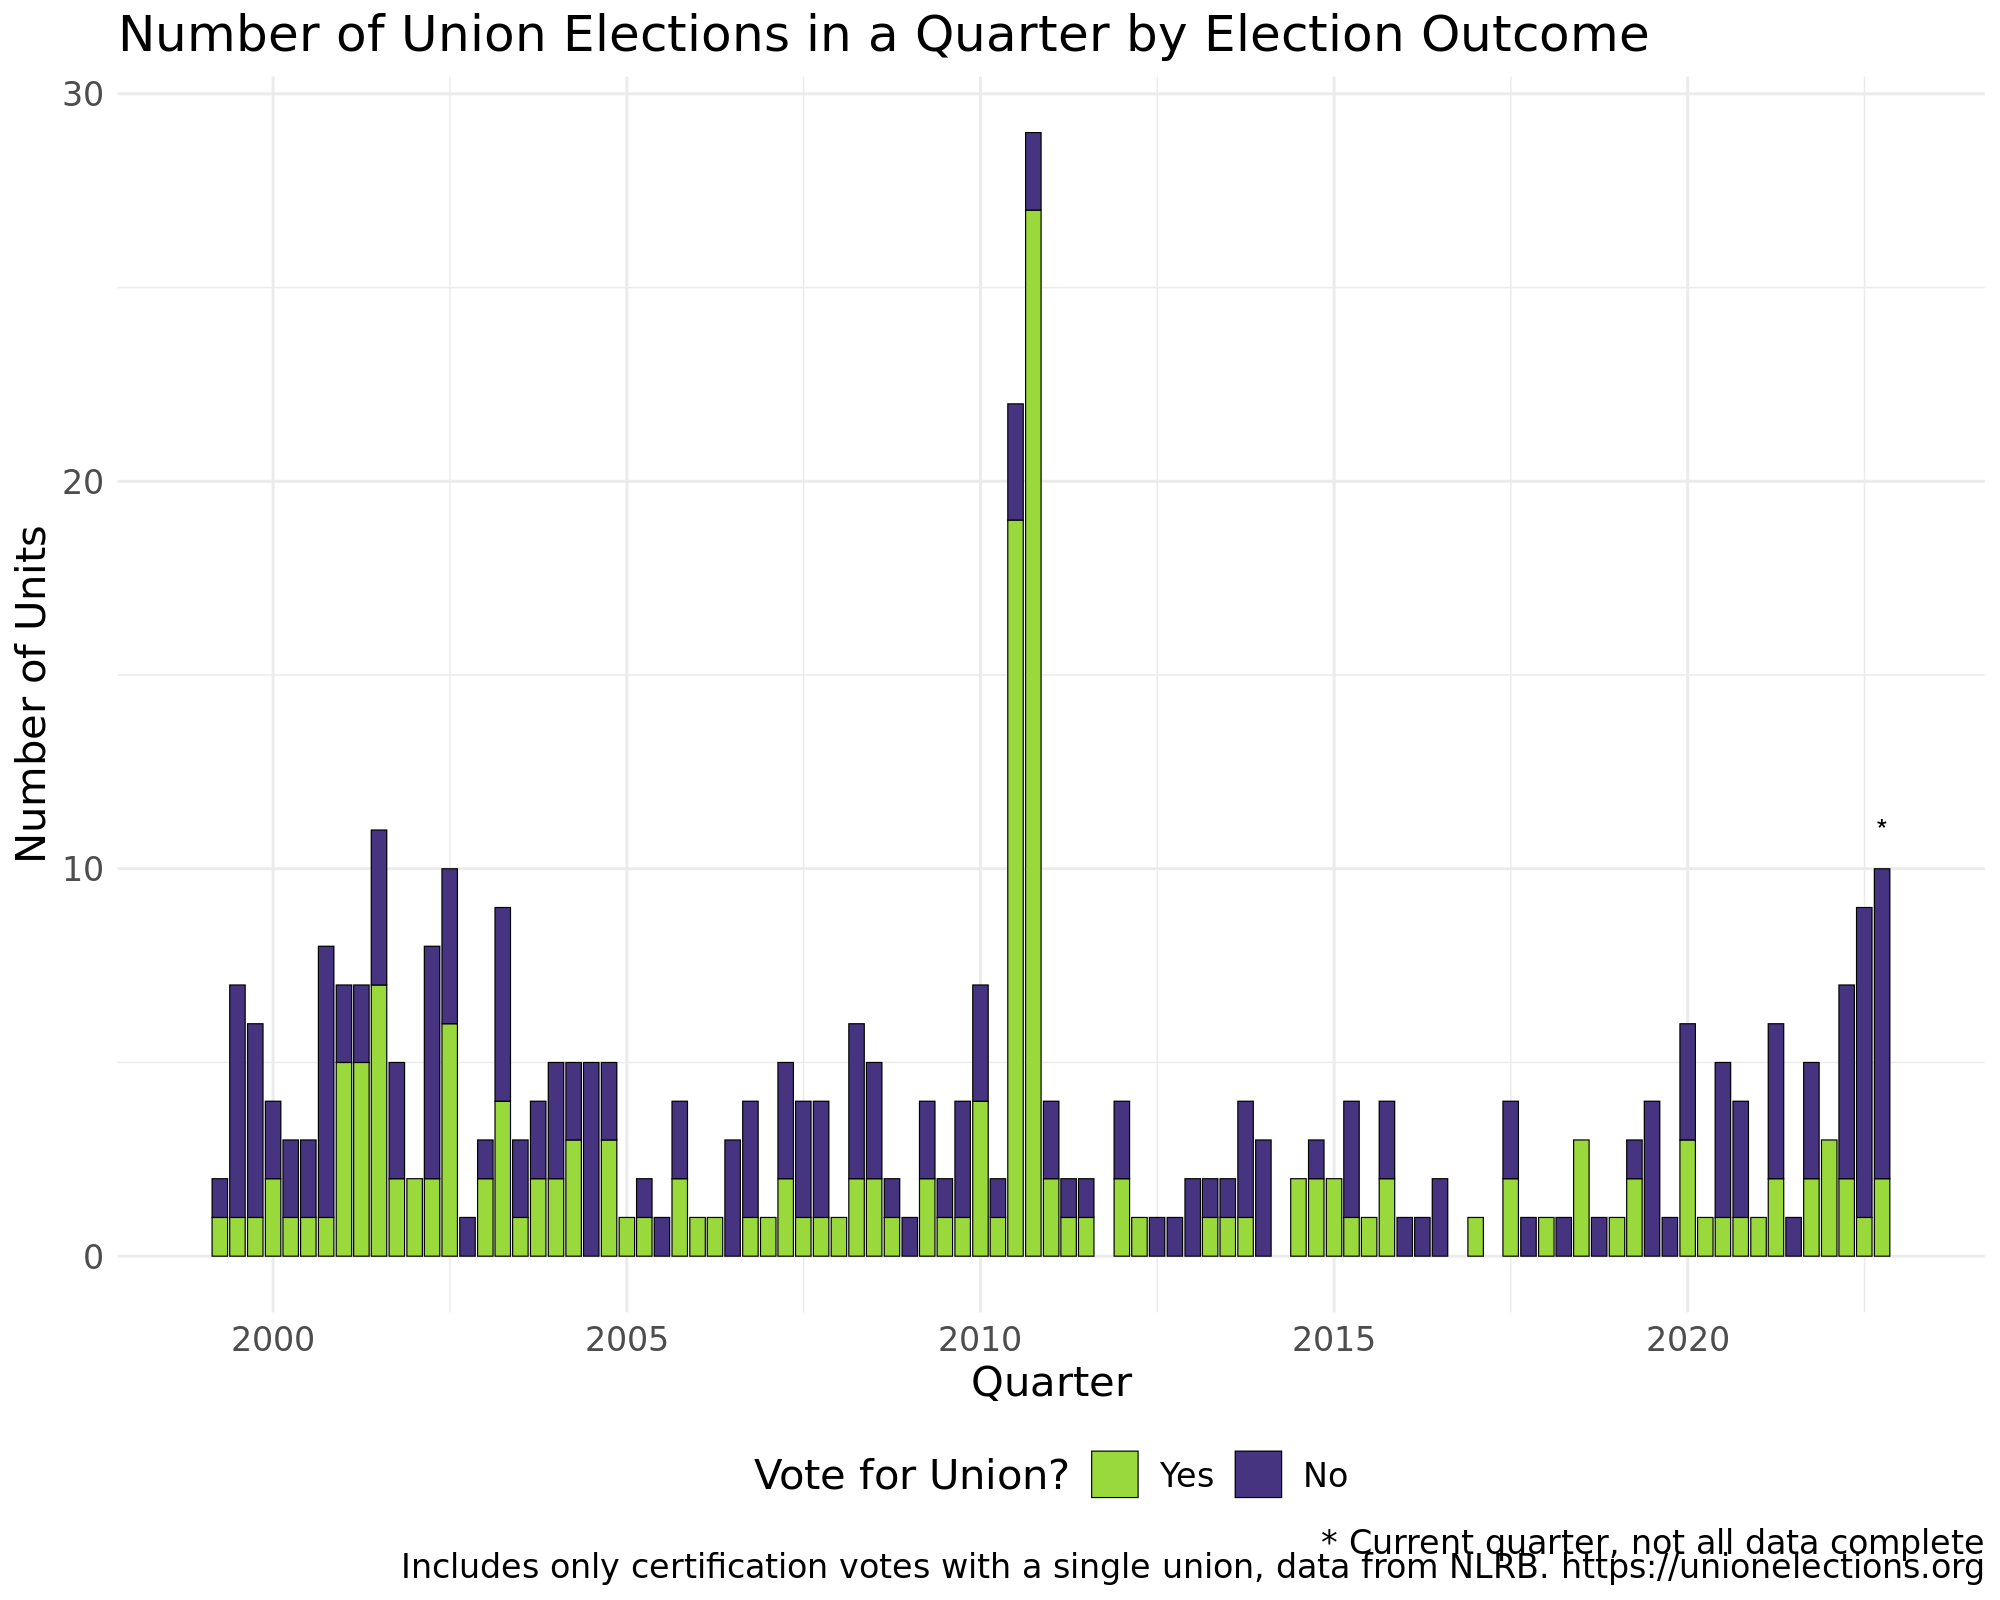 Number of Union Elections in a Quarter by Election Outcome
30
20
10
0
Number of Units
*
2000 2005 2010 2015 2020
Quarter
Vote for Union? Yes No
* Current quarter, not all data complete
Includes only certification votes with a single union, data from NLRB. https://unionelections.org